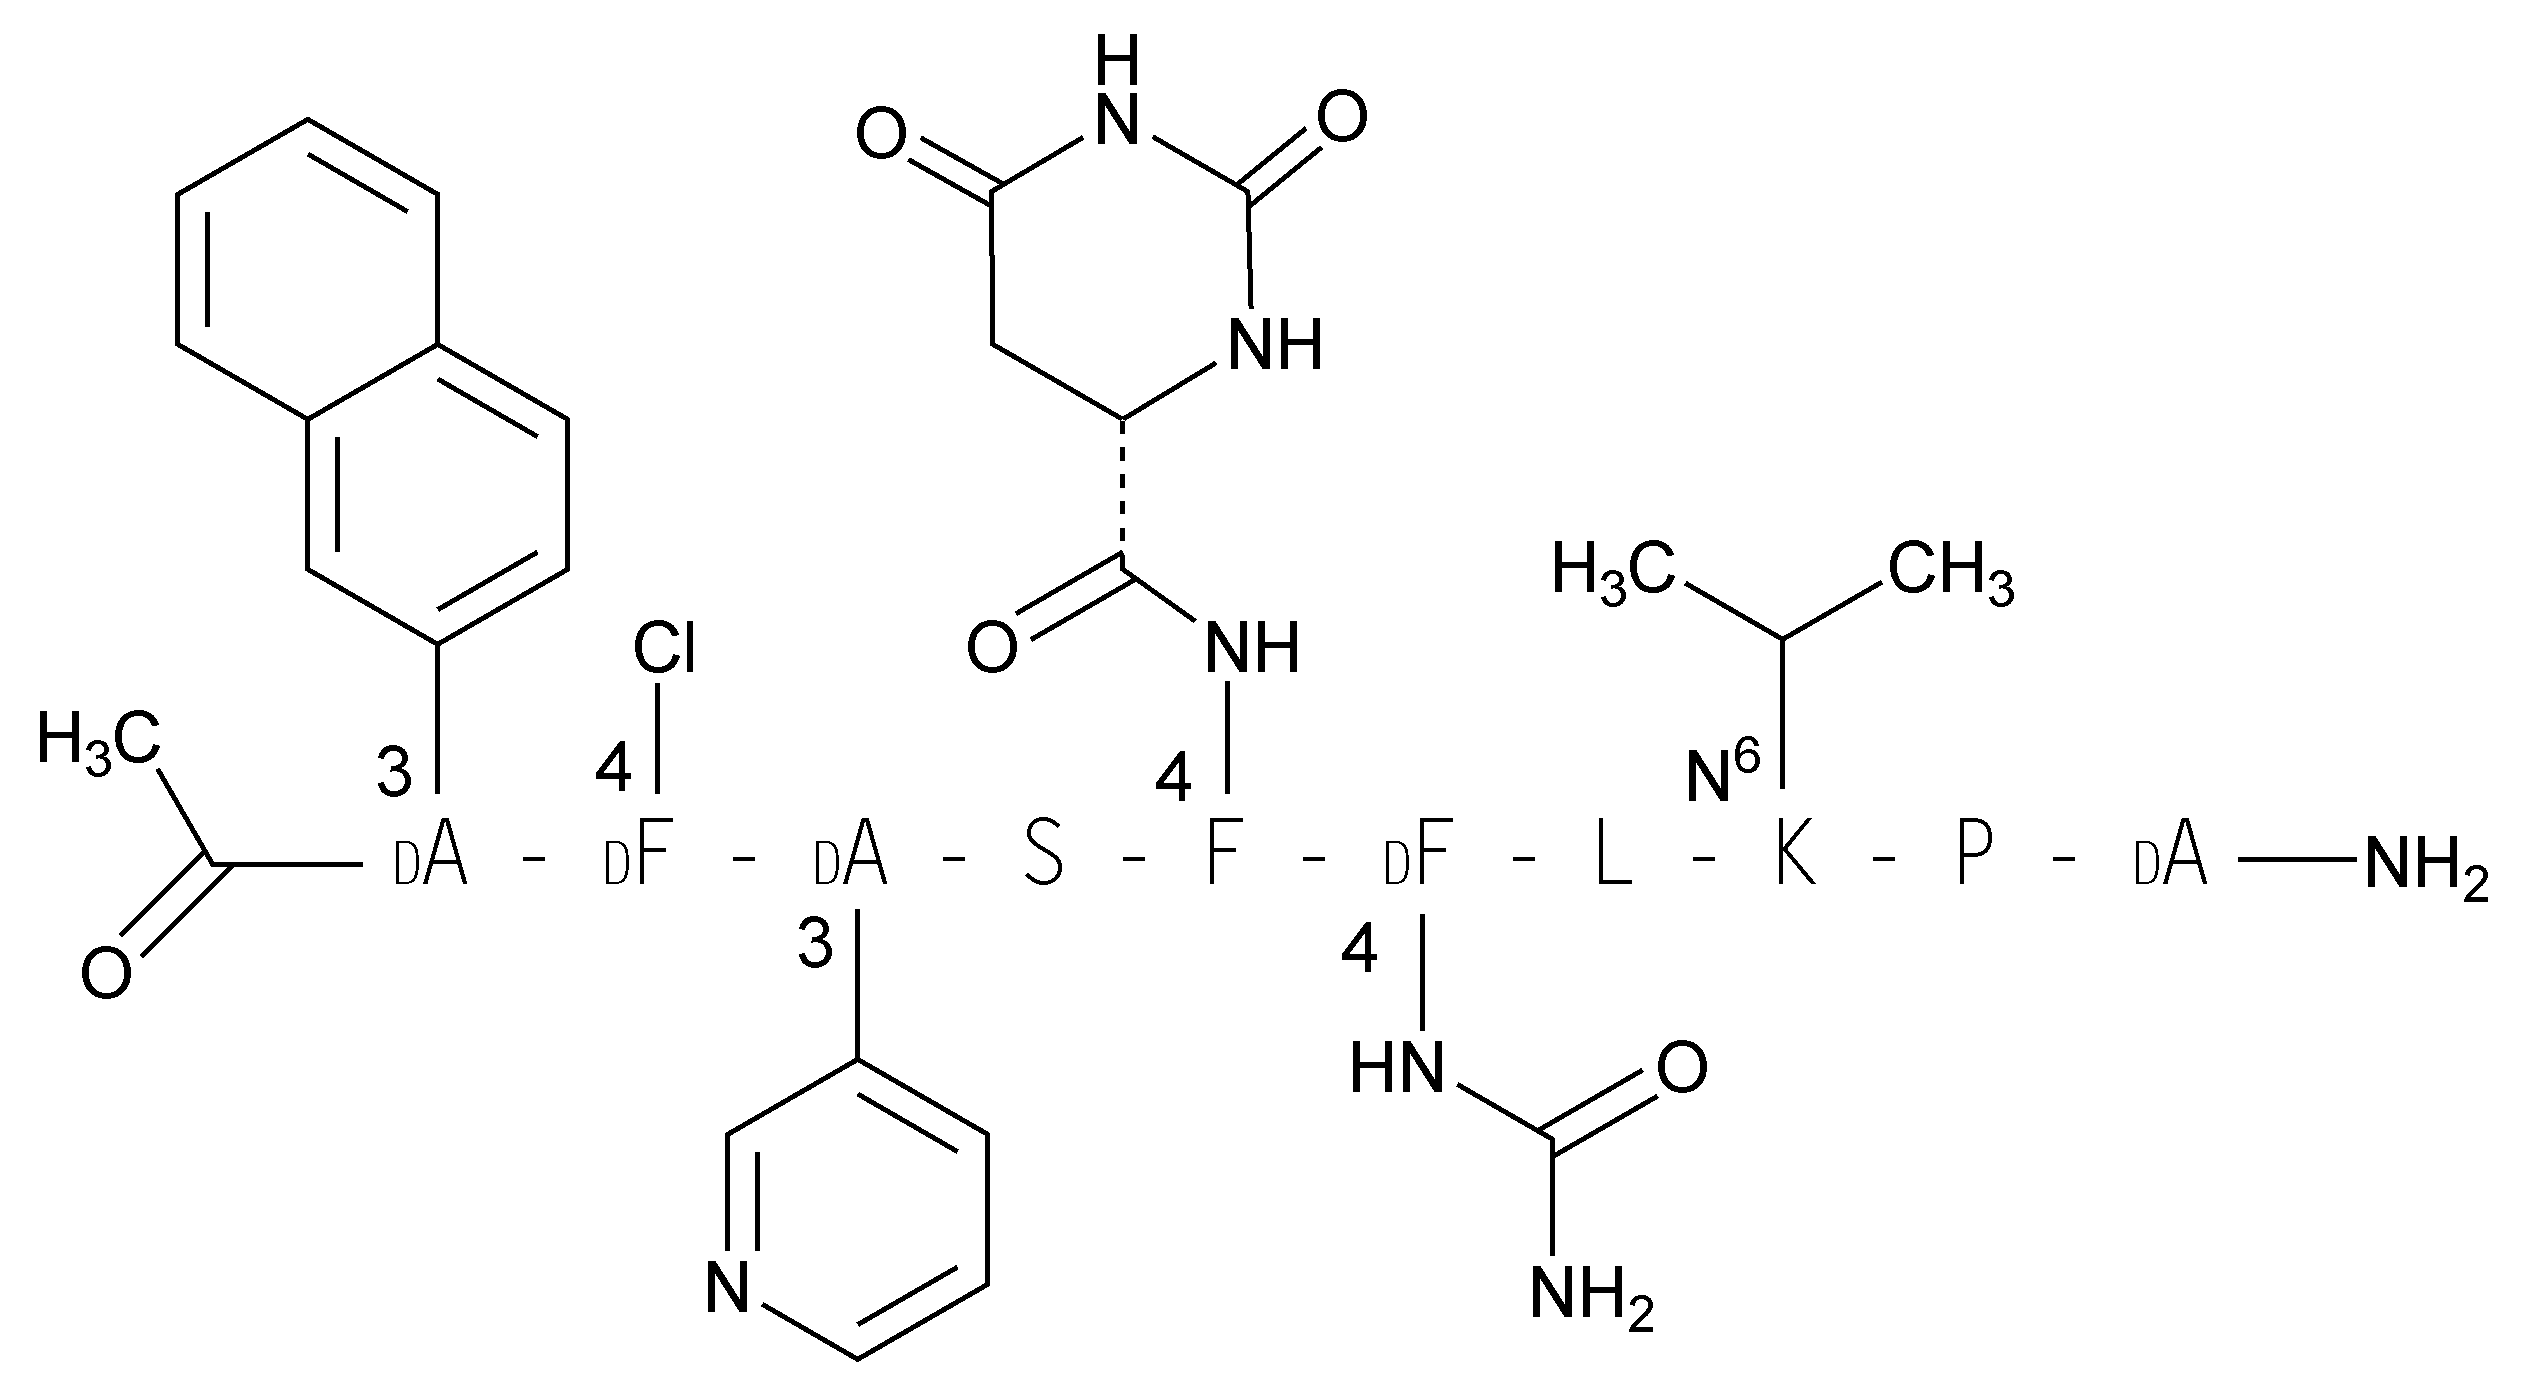 H
N
O
O
NH
H₃C
CH₃
O
NH
Cl
H₃C
3
4
4
N⁶
DA - DF - DA - S - F - DF - L - K - P - DA — NH₂
O
3
4
HN
O
N
NH₂